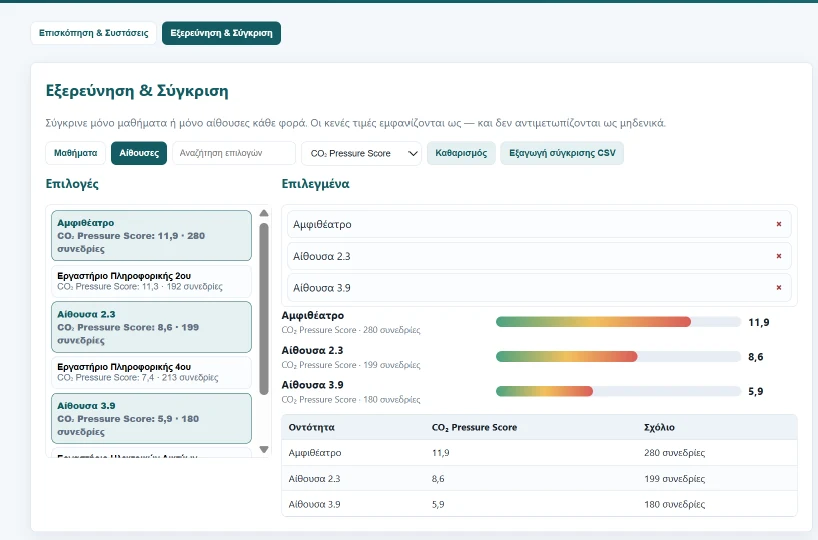 Επισκόπηση & Συστάσεις
Εξερεύνηση & Σύγκριση
Εξερεύνηση & Σύγκριση
Σύγκρινε μόνο μαθήματα ή μόνο αίθουσες κάθε φορά. Οι κενές τιμές εμφανίζονται ως — και δεν αντιμετωπίζονται ως μηδενικά.
Μαθήματα
Αίθουσες
Αναζήτηση επιλογών
CO₂ Pressure Score
Καθαρισμός
Εξαγωγή σύγκρισης CSV
Επιλογές
Αμφιθέατρο
CO₂ Pressure Score: 11,9 · 280
συνεδρίες
Εργαστήριο Πληροφορικής 2ου
CO₂ Pressure Score: 11,3 · 192 συνεδρίες
Αίθουσα 2.3
CO₂ Pressure Score: 8,6 · 199
συνεδρίες
Εργαστήριο Πληροφορικής 4ου
CO₂ Pressure Score: 7,4 · 213 συνεδρίες
Αίθουσα 3.9
CO₂ Pressure Score: 5,9 · 180
συνεδρίες
Επιλεγμένα
Αμφιθέατρο ×
Αίθουσα 2.3 ×
Αίθουσα 3.9 ×
Αμφιθέατρο
CO₂ Pressure Score · 280 συνεδρίες
11,9
Αίθουσα 2.3
CO₂ Pressure Score · 199 συνεδρίες
8,6
Αίθουσα 3.9
CO₂ Pressure Score · 180 συνεδρίες
5,9
Οντότητα CO₂ Pressure Score Σχόλιο
Αμφιθέατρο 11,9 280 συνεδρίες
Αίθουσα 2.3 8,6 199 συνεδρίες
Αίθουσα 3.9 5,9 180 συνεδρίες